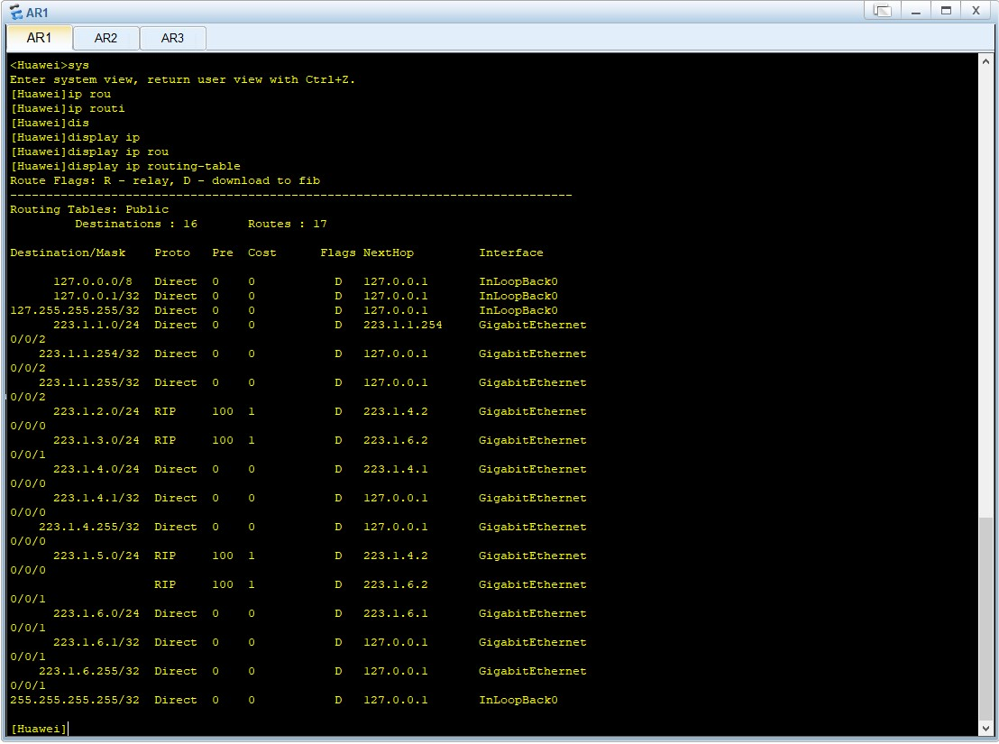 AR1
AR1 AR2 AR3
<Huawei>sys
Enter system view, return user view with Ctrl+Z.
[Huawei]ip rou
[Huawei]ip routi
[Huawei]dis
[Huawei]display ip
[Huawei]display ip rou
[Huawei]display ip routing-table
Route Flags: R - relay, D - download to fib
------------------------------------------------------------------------------
Routing Tables: Public
         Destinations : 16       Routes : 17

Destination/Mask    Proto   Pre  Cost      Flags NextHop         Interface

      127.0.0.0/8   Direct  0    0           D   127.0.0.1       InLoopBack0
      127.0.0.1/32  Direct  0    0           D   127.0.0.1       InLoopBack0
127.255.255.255/32  Direct  0    0           D   127.0.0.1       InLoopBack0
      223.1.1.0/24  Direct  0    0           D   223.1.1.254     GigabitEthernet
0/0/2
    223.1.1.254/32  Direct  0    0           D   127.0.0.1       GigabitEthernet
0/0/2
    223.1.1.255/32  Direct  0    0           D   127.0.0.1       GigabitEthernet
0/0/2
      223.1.2.0/24  RIP     100  1           D   223.1.4.2       GigabitEthernet
0/0/0
      223.1.3.0/24  RIP     100  1           D   223.1.6.2       GigabitEthernet
0/0/1
      223.1.4.0/24  Direct  0    0           D   223.1.4.1       GigabitEthernet
0/0/0
      223.1.4.1/32  Direct  0    0           D   127.0.0.1       GigabitEthernet
0/0/0
    223.1.4.255/32  Direct  0    0           D   127.0.0.1       GigabitEthernet
0/0/0
      223.1.5.0/24  RIP     100  1           D   223.1.4.2       GigabitEthernet
0/0/0
                    RIP     100  1           D   223.1.6.2       GigabitEthernet
0/0/1
      223.1.6.0/24  Direct  0    0           D   223.1.6.1       GigabitEthernet
0/0/1
      223.1.6.1/32  Direct  0    0           D   127.0.0.1       GigabitEthernet
0/0/1
    223.1.6.255/32  Direct  0    0           D   127.0.0.1       GigabitEthernet
0/0/1
255.255.255.255/32  Direct  0    0           D   127.0.0.1       InLoopBack0

[Huawei]